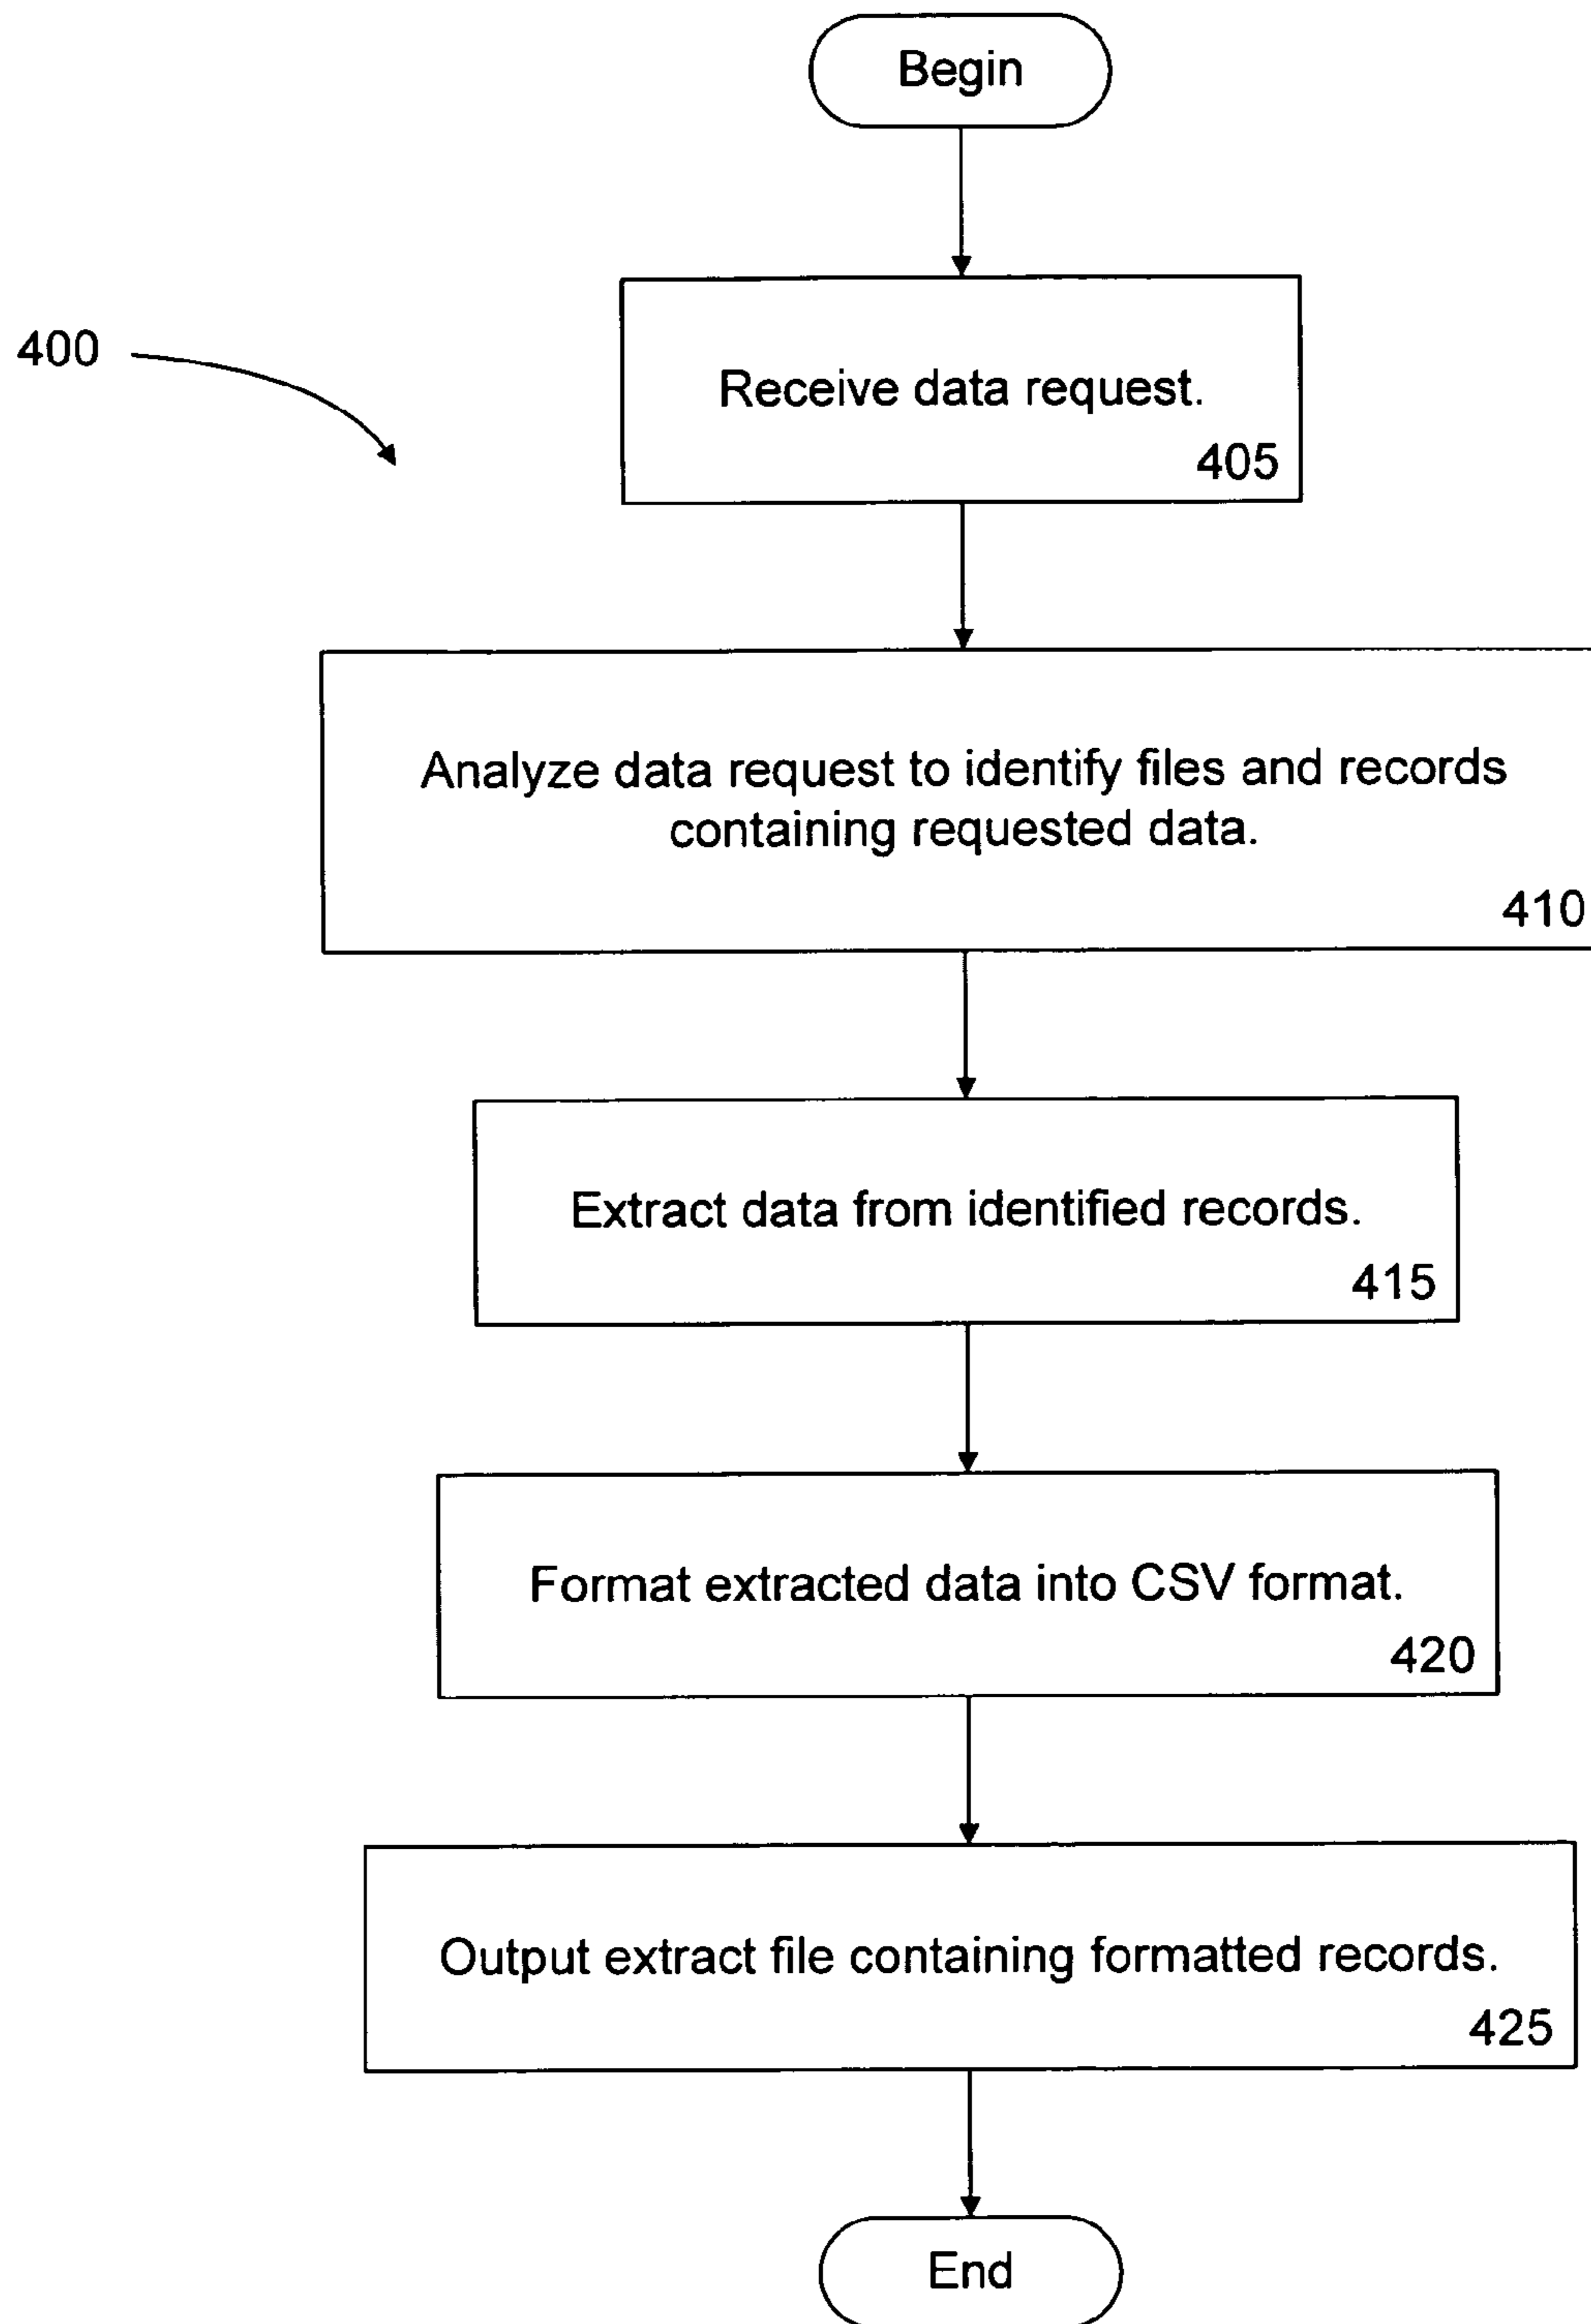 Begin
400
Receive data request.
405
Analyze data request to identify files and records
containing requested data.
410
Extract data from identified records.
415
Format extracted data into CSV format.
420
Output extract file containing formatted records.
425
End